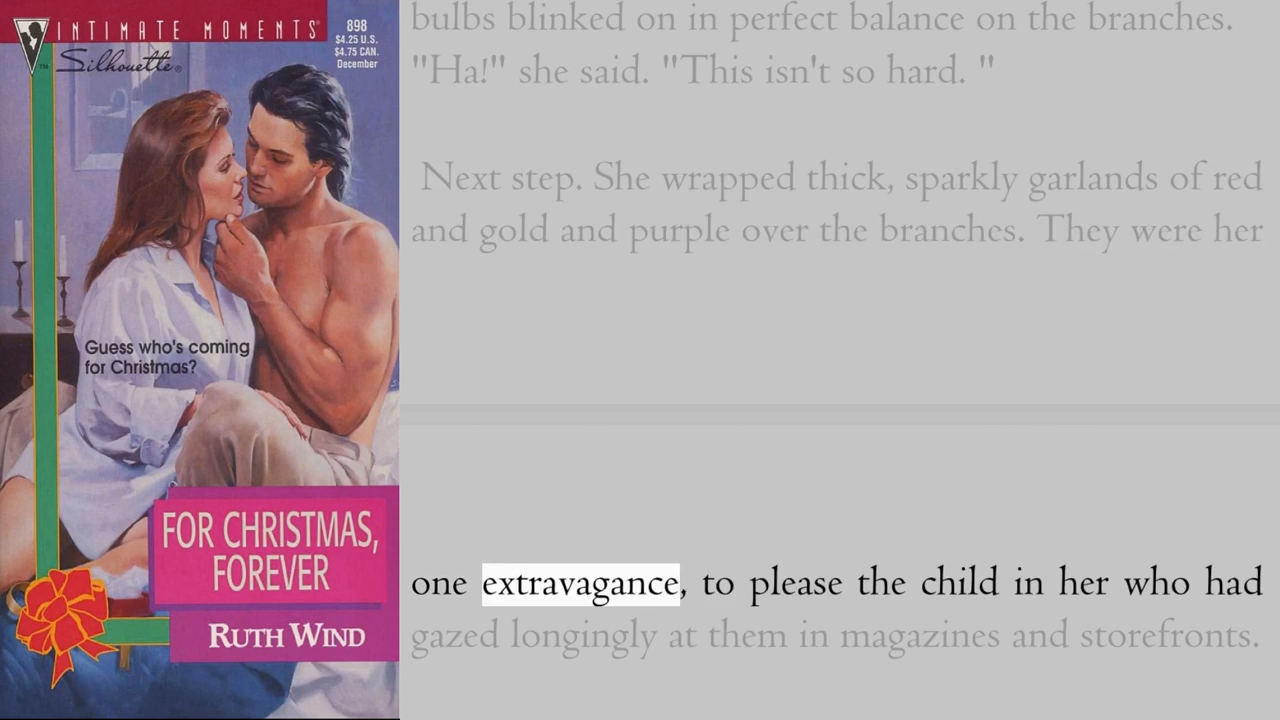 INTIMATE MOMENTS®
Silhouette®
TM
898
$4.25 U.S.
$4.75 CAN.
December
Guess who's coming
for Christmas?
FOR CHRISTMAS,
FOREVER
RUTH WIND
bulbs blinked on in perfect balance on the branches.
"Ha!" she said. "This isn't so hard. "
Next step. She wrapped thick, sparkly garlands of red
and gold and purple over the branches. They were her
one extravagance, to please the child in her who had
gazed longingly at them in magazines and storefronts.